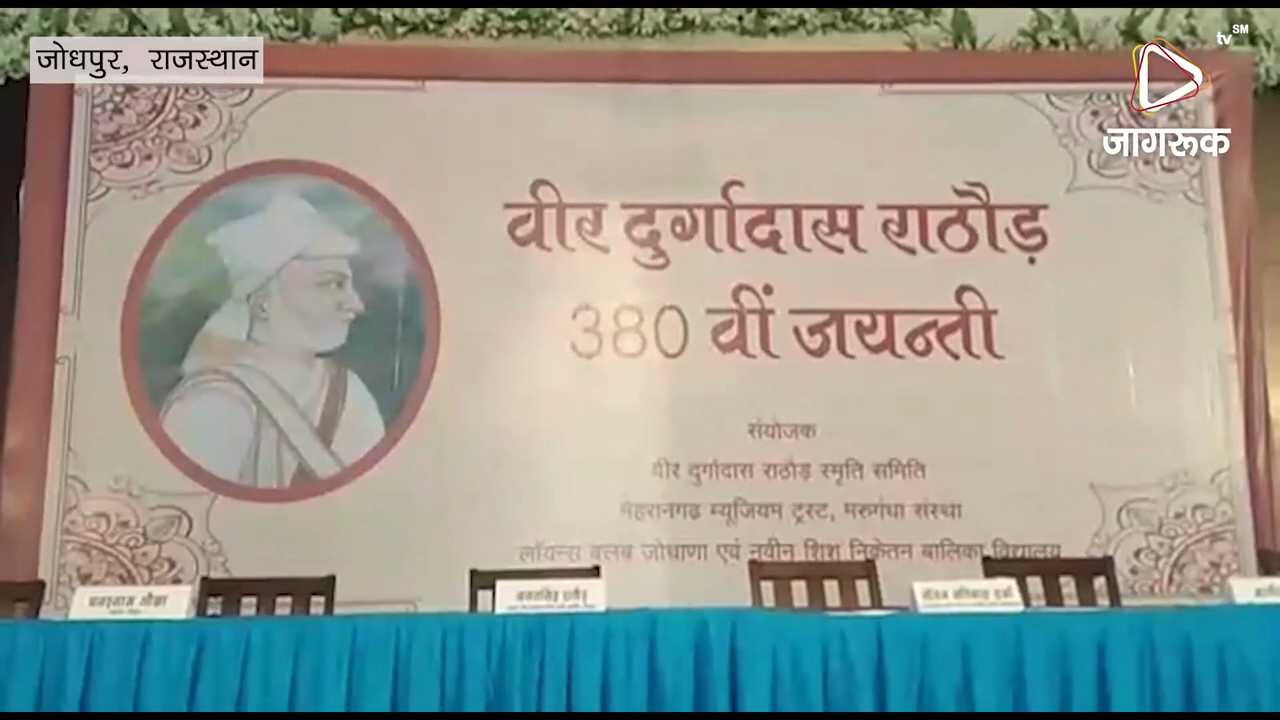 जोधपुर, राजस्थान
tv SM
जागरूक
वीर दुर्गादास राठौड़
380 वीं जयन्ती
संयोजक
वीर दुर्गादास राठौड़ स्मृति समिति
मेहरानगढ म्यूजियम ट्रस्ट, मरुगंधा संस्था
लॉयन्स क्लब जोधाणा एवं नवीन शिशु निकेतन बालिका विद्यालय